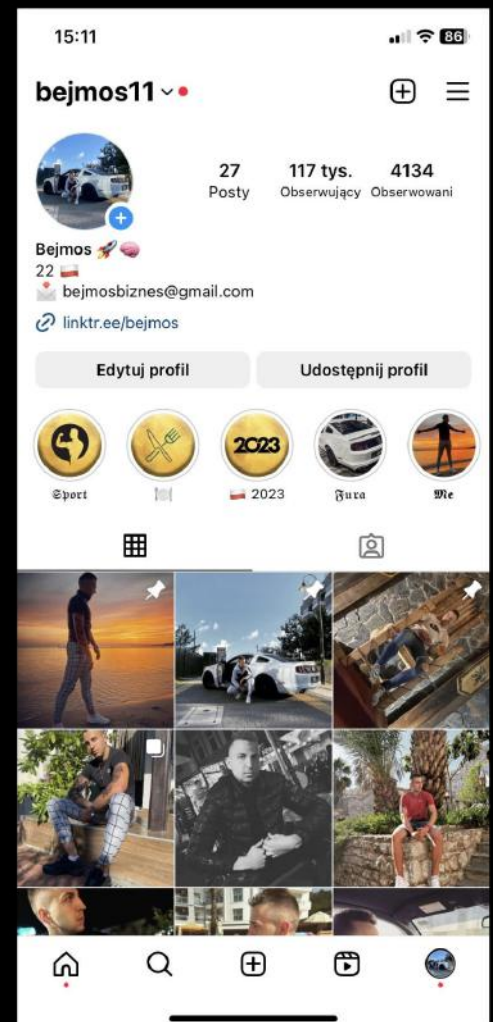 15:11
86
bejmos11
27 117 tys. 4134
Posty Obserwujący Obserwowani
Bejmos 🚀🧠
22 🇵🇱
📩 bejmosbiznes@gmail.com
linktr.ee/bejmos
Edytuj profil Udostępnij profil
2023
𝕾𝖕𝖔𝖗𝖙 🍽️ 🇵🇱 2023 𝕱𝖚𝖗𝖆 𝕸𝖊